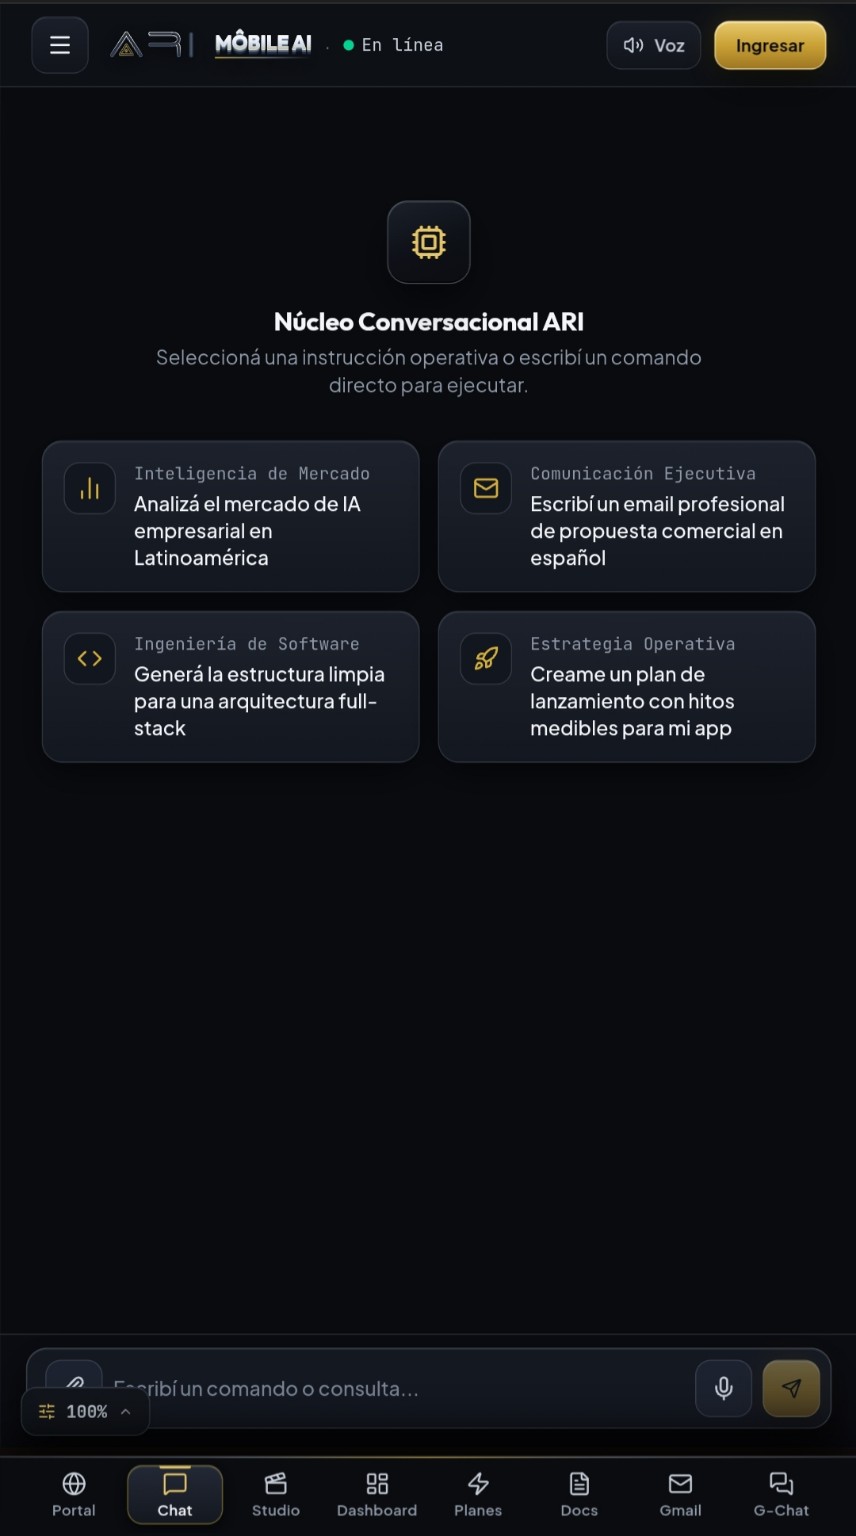 ARI
MÔBILE AI
· En línea
Voz
Ingresar
Núcleo Conversacional ARI
Seleccioná una instrucción operativa o escribí un comando
directo para ejecutar.
Inteligencia de Mercado
Analizá el mercado de IA
empresarial en
Latinoamérica
Comunicación Ejecutiva
Escribí un email profesional
de propuesta comercial en
español
Ingeniería de Software
Generá la estructura limpia
para una arquitectura full-
stack
Estrategia Operativa
Creame un plan de
lanzamiento con hitos
medibles para mi app
Escribí un comando o consulta...
100%
Portal
Chat
Studio
Dashboard
Planes
Docs
Gmail
G-Chat